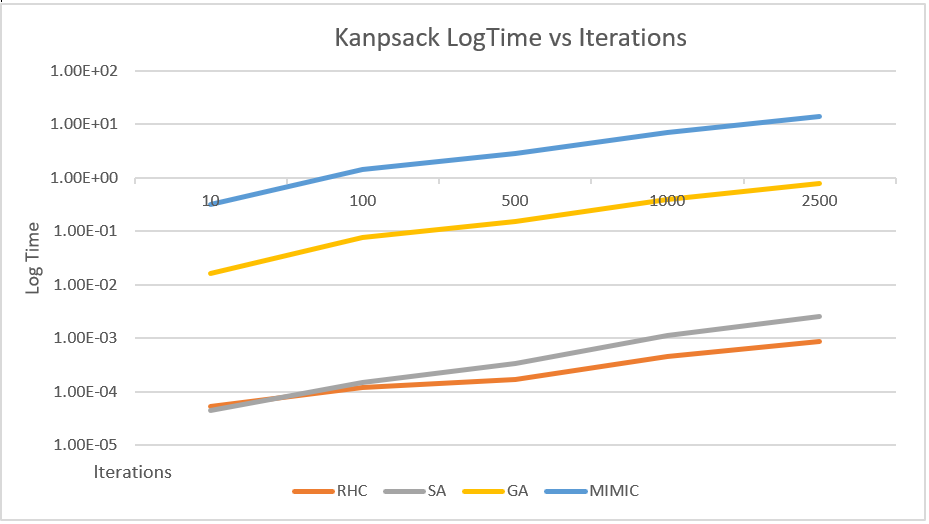 Kanpsack LogTime vs Iterations
1.00E+02
1.00E+01
1.00E+00
10 100 500 1000 2500
1.00E-01
Log Time
1.00E-02
1.00E-03
1.00E-04
1.00E-05
Iterations
RHC SA GA MIMIC